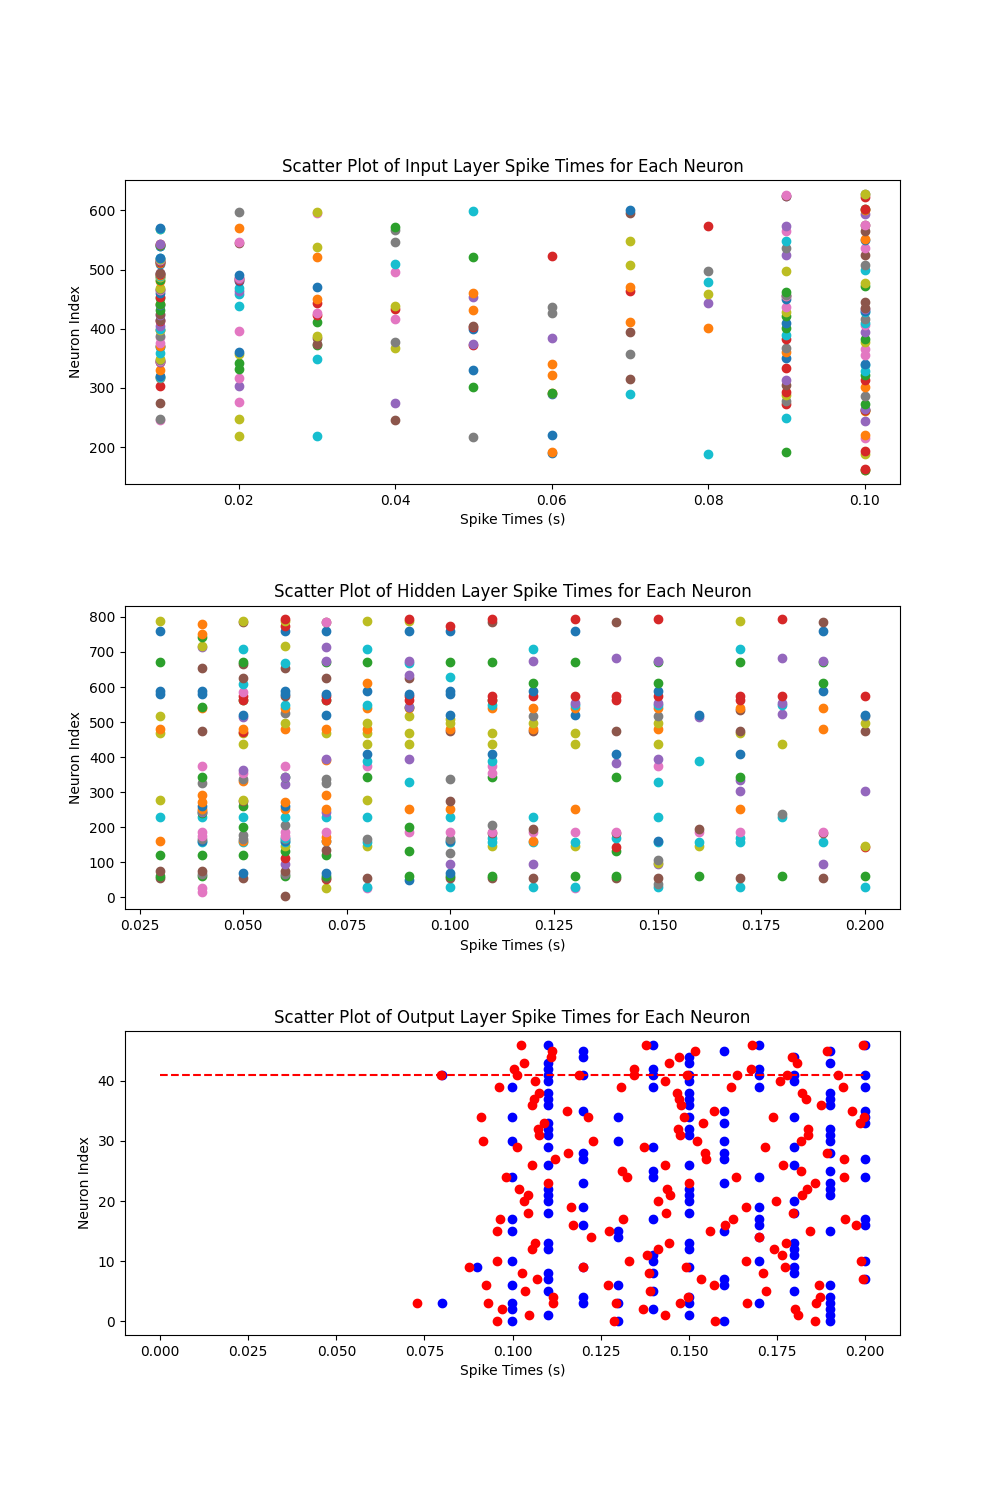 Scatter Plot of Input Layer Spike Times for Each Neuron
Neuron Index
600
500
400
300
200
0.02 0.04 0.06 0.08 0.10
Spike Times (s)
Scatter Plot of Hidden Layer Spike Times for Each Neuron
Neuron Index
800
700
600
500
400
300
200
100
0
0.025 0.050 0.075 0.100 0.125 0.150 0.175 0.200
Spike Times (s)
Scatter Plot of Output Layer Spike Times for Each Neuron
Neuron Index
40
30
20
10
0
0.000 0.025 0.050 0.075 0.100 0.125 0.150 0.175 0.200
Spike Times (s)